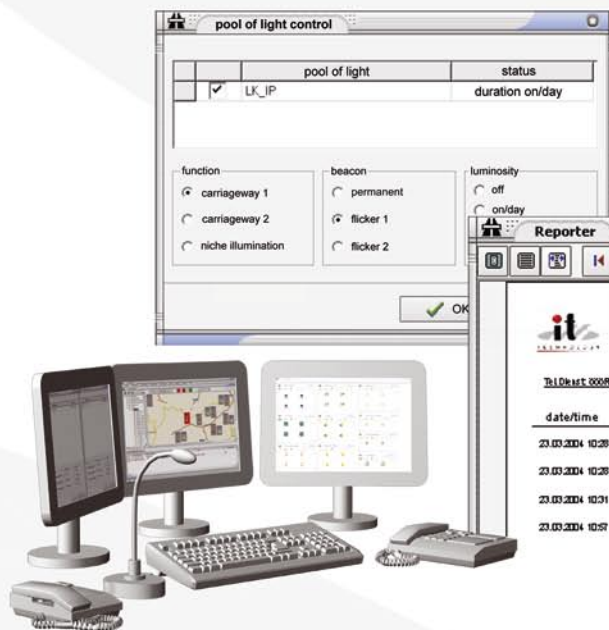 pool of light control
pool of light status
LK_IP duration on/day
function
carriageway 1
carriageway 2
niche illumination
beacon
permanent
flicker 1
flicker 2
luminosity
off
on/day
OK
Reporter
it
TECHNOLOGY
date/time
23.03.2004 10:28
23.03.2004 10:28
23.03.2004 10:31
23.03.2004 10:57